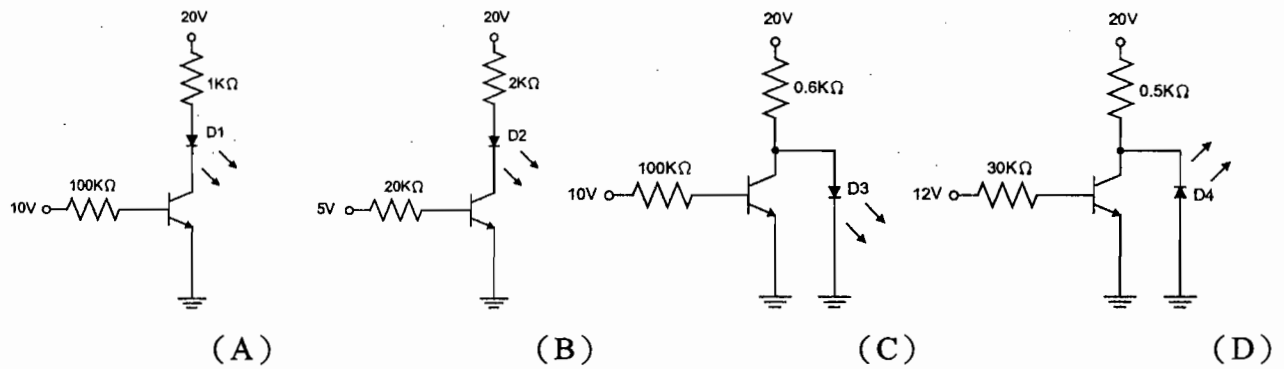 20V 20V 20V 20V
1KΩ 2KΩ 0.6KΩ 0.5KΩ
D1 D2
100KΩ 20KΩ 100KΩ 30KΩ
10V 5V 10V D3 12V D4
(A) (B) (C) (D)